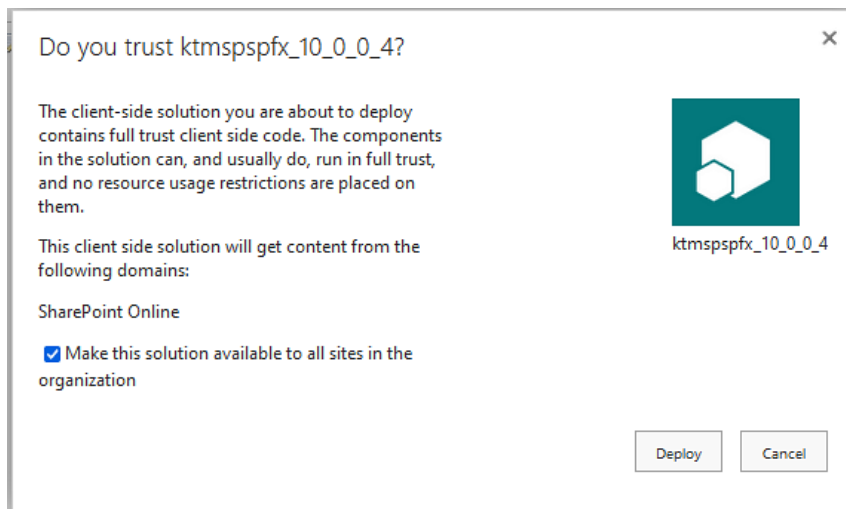 Do you trust ktmspspfx_10_0_0_4?
The client-side solution you are about to deploy
contains full trust client side code. The components
in the solution can, and usually do, run in full trust,
and no resource usage restrictions are placed on
them.
ktmspspfx_10_0_0_4
This client side solution will get content from the
following domains:
SharePoint Online
Make this solution available to all sites in the
organization
Deploy
Cancel